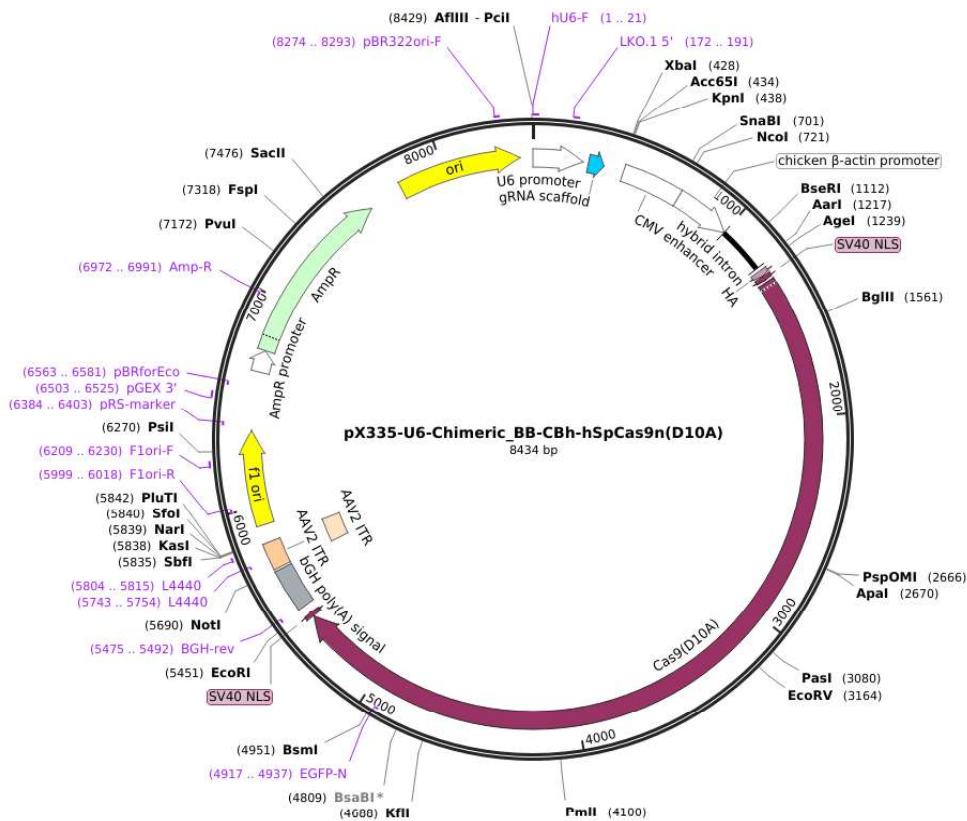 (8429) AflIII - PciI
hU6-F (1 .. 21)
(8274 .. 8293) pBR322ori-F
LKO.1 5' (172 .. 191)
XbaI (428)
Acc65I (434)
KpnI (438)
SnaBI (701)
NcoI (721)
chicken β-actin promoter
BseRI (1112)
AarI (1217)
AgeI (1239)
SV40 NLS
BglII (1561)
(7476) SacII
(7318) FspI
(7172) PvuI
(6972 .. 6991) Amp-R
8000
ori
U6 promoter
gRNA scaffold
1000
hybrid intron
CMV enhancer
HA
AmpR
7000
AmpR promoter
2000
(6563 .. 6581) pBRforEco
(6503 .. 6525) pGEX 3'
(6384 .. 6403) pRS-marker
(6270) PsiI
(6209 .. 6230) F1ori-F
(5999 .. 6018) F1ori-R
(5842) PluTI
(5840) SfoI
(5839) NarI
(5838) KasI
(5835) SbfI
(5804 .. 5815) L4440
(5743 .. 5754) L4440
(5690) NotI
(5475 .. 5492) BGH-rev
(5451) EcoRI
SV40 NLS
pX335-U6-Chimeric_BB-CBh-hSpCas9n(D10A)
8434 bp
f1 ori
6000
AAV2 ITR
AAV2 ITR
bGH poly(A) signal
PspOMI (2666)
ApaI (2670)
3000
Cas9(D10A)
PasI (3080)
EcoRV (3164)
5000
4000
(4951) BsmI
(4917 .. 4937) EGFP-N
(4809) BsaBI*
(4688) KflI
PmlI (4100)